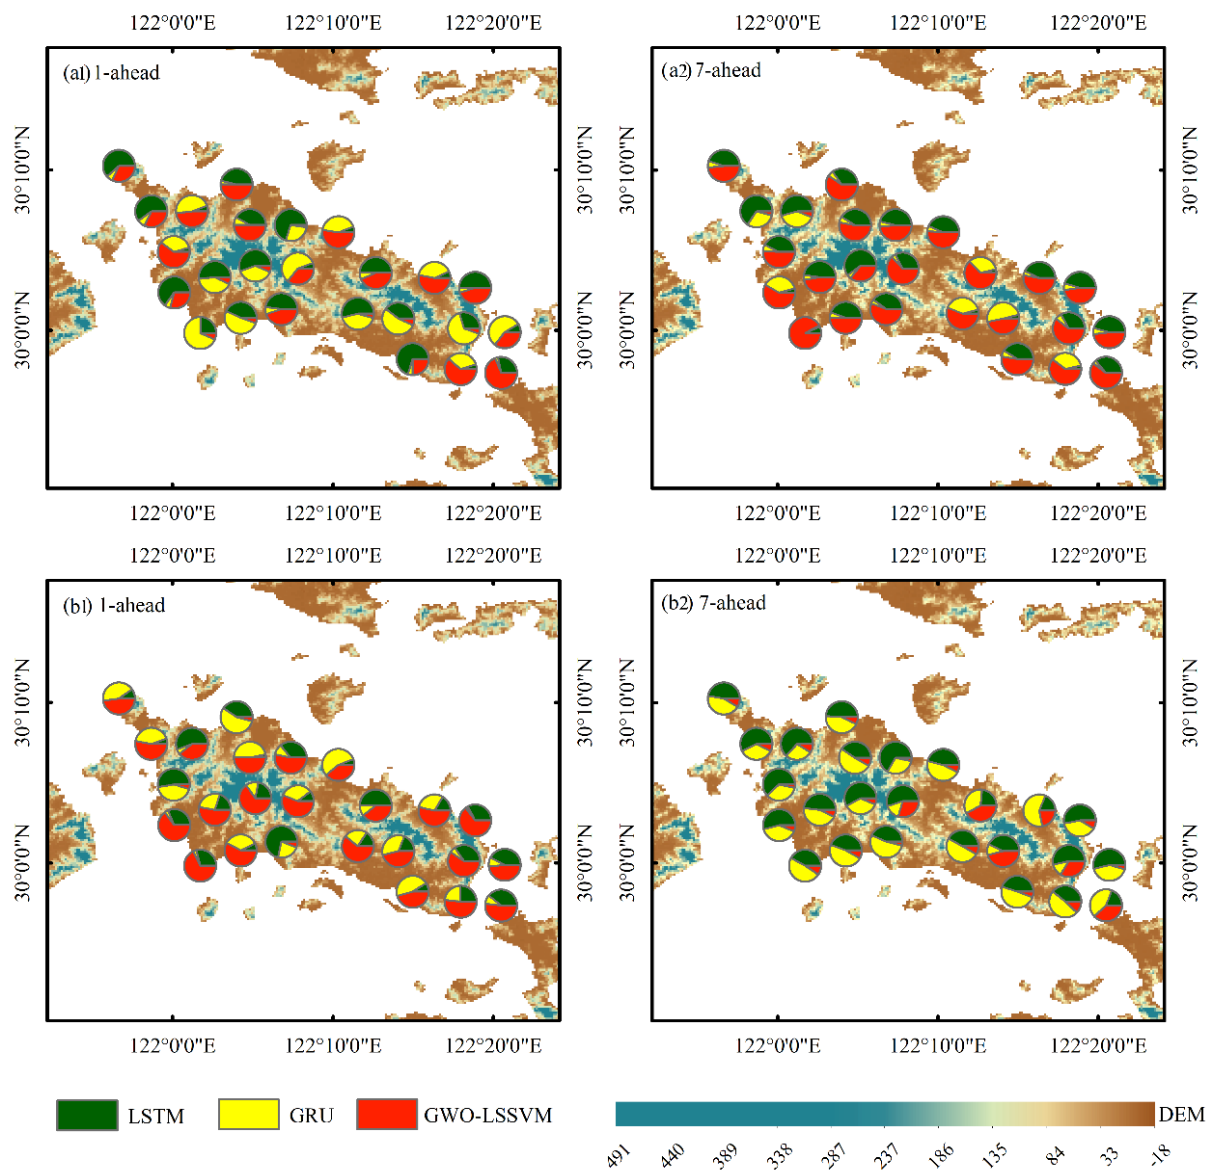 122°0'0"E 122°10'0"E 122°20'0"E 122°0'0"E 122°10'0"E 122°20'0"E
(a1) 1-ahead (a2) 7-ahead
30°10'0"N 30°10'0"N 30°10'0"N 30°10'0"N
30°0'0"N 30°0'0"N 30°0'0"N 30°0'0"N
122°0'0"E 122°10'0"E 122°20'0"E 122°0'0"E 122°10'0"E 122°20'0"E
122°0'0"E 122°10'0"E 122°20'0"E 122°0'0"E 122°10'0"E 122°20'0"E
(b1) 1-ahead (b2) 7-ahead
30°10'0"N 30°10'0"N 30°10'0"N 30°10'0"N
30°0'0"N 30°0'0"N 30°0'0"N 30°0'0"N
122°0'0"E 122°10'0"E 122°20'0"E 122°0'0"E 122°10'0"E 122°20'0"E
LSTM GRU GWO-LSSVM DEM
491 440 389 338 287 237 186 135 84 33 -18